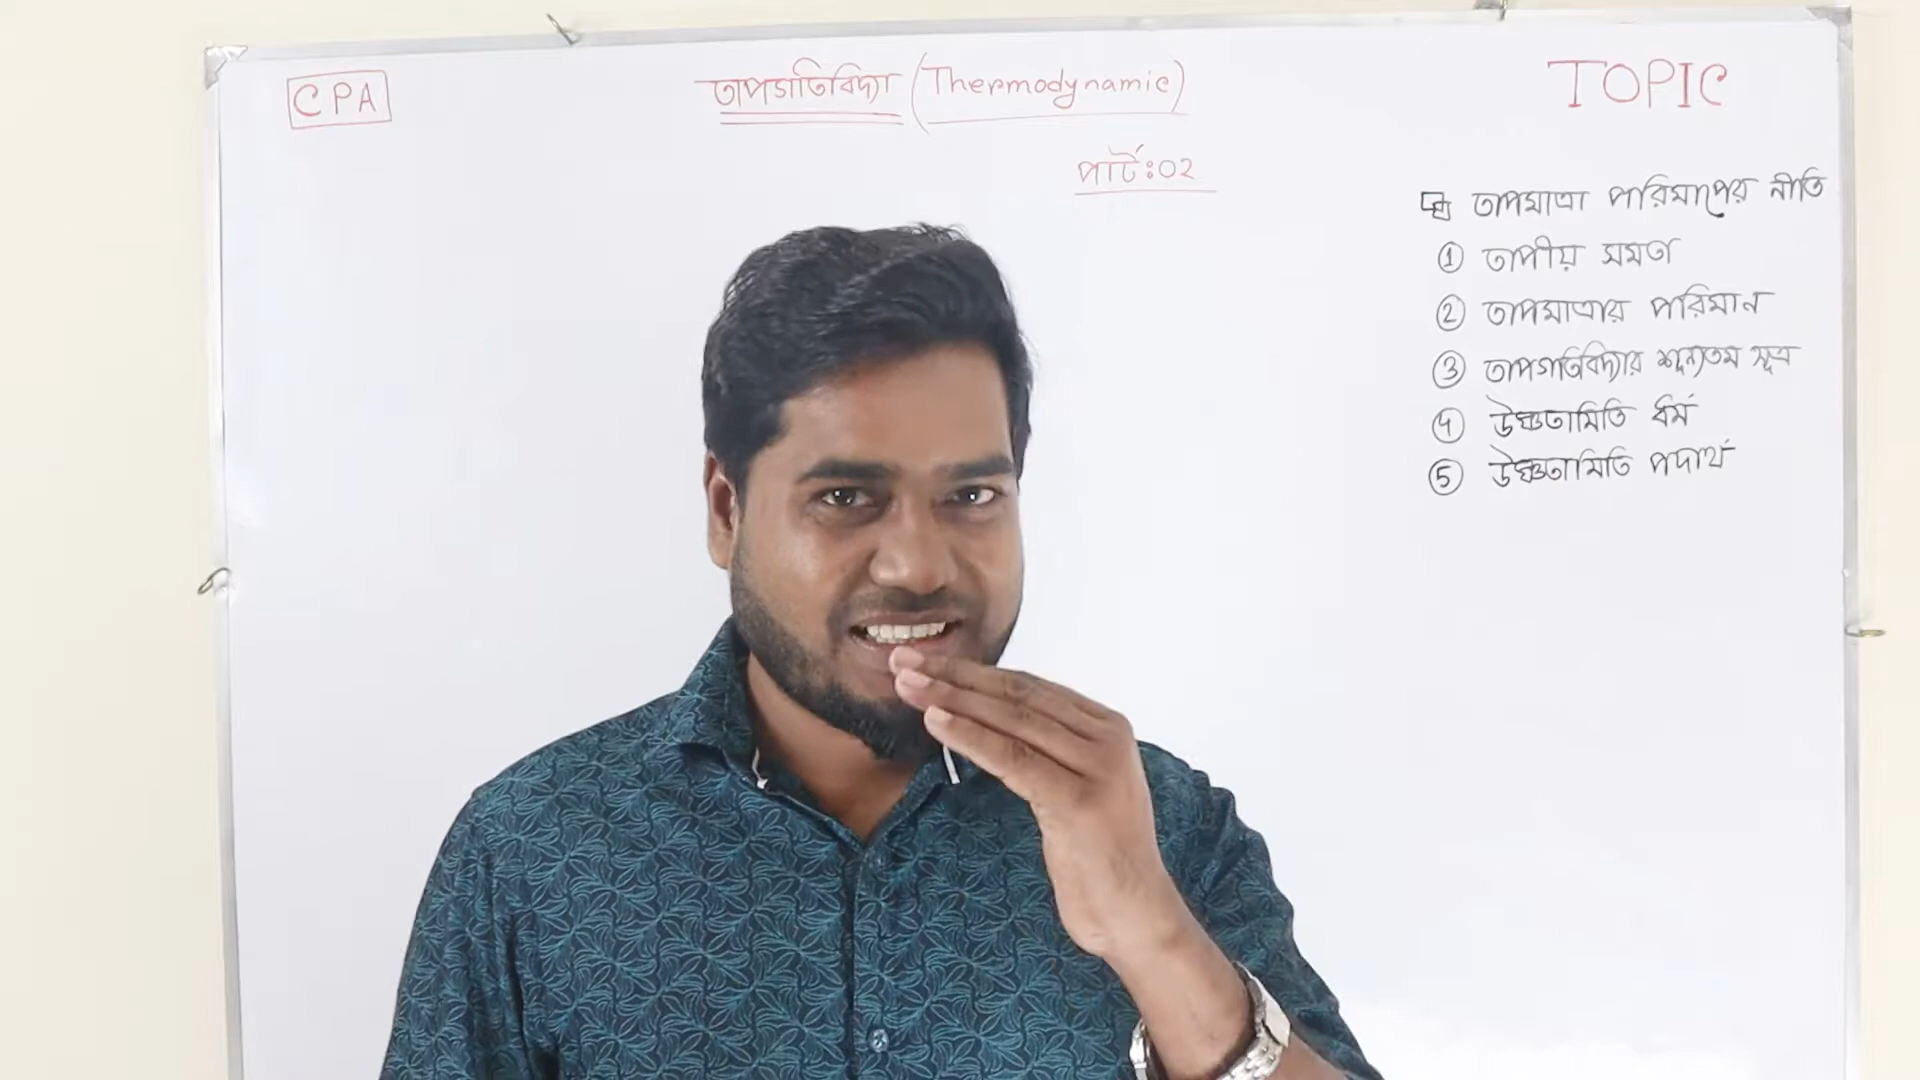 CPA
তাপগতিবিদ্যা (Thermodynamic)
পার্ট:০২
TOPIC
তাপমাত্রা পরিমাপের নীতি
① তাপীয় সমতা
② তাপমাত্রার পরিমান
③ তাপগতিবিদ্যার শূন্যতম সূত্র
④ উষ্ণতামিতি ধর্ম
⑤ উষ্ণতামিতি পদার্থ